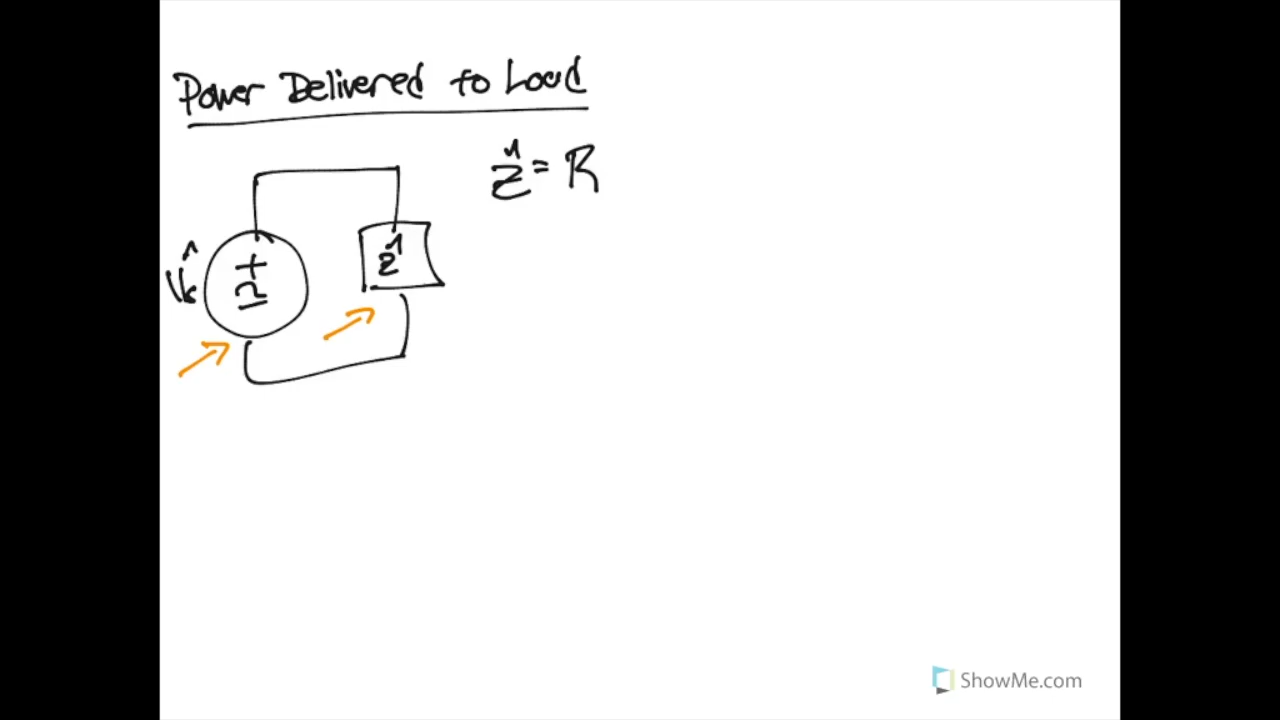 Power Delivered to Load
ẑ = R
V̂s
+
~
-
ẑ
ShowMe.com